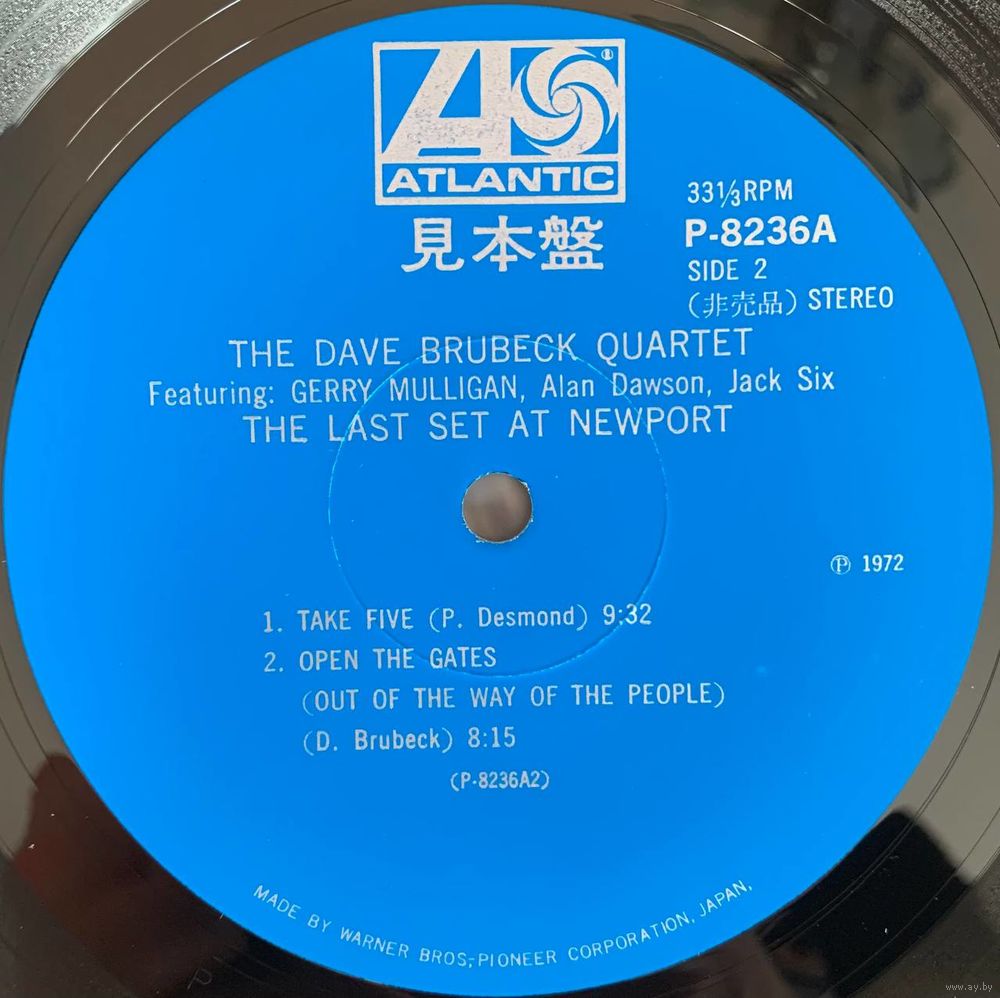 ATLANTIC
®
見本盤
33⅓RPM
P-8236A
SIDE 2
(非売品) STEREO
THE DAVE BRUBECK QUARTET
Featuring: GERRY MULLIGAN, Alan Dawson, Jack Six
THE LAST SET AT NEWPORT
℗ 1972
1. TAKE FIVE (P. Desmond) 9:32
2. OPEN THE GATES
(OUT OF THE WAY OF THE PEOPLE)
(D. Brubeck) 8:15
(P-8236A2)
MADE BY WARNER BROS,-PIONEER CORPORATION, JAPAN,
P
www.ay.by